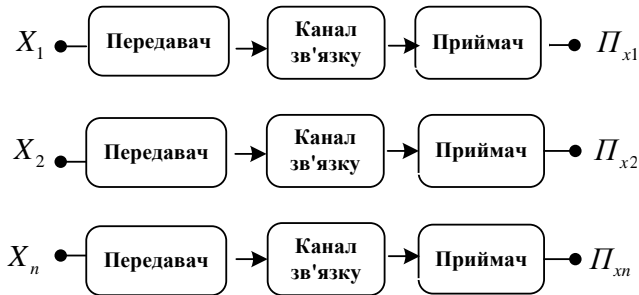 X1 Передавач Канал зв'язку Приймач Пx1
X2 Передавач Канал зв'язку Приймач Пx2
Xn Передавач Канал зв'язку Приймач Пxn